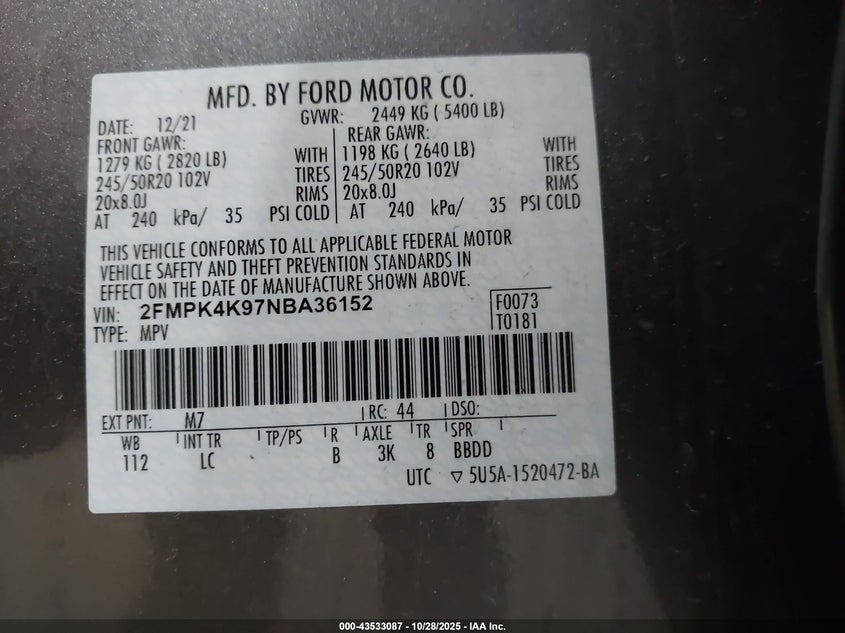 MFD. BY FORD MOTOR CO.
DATE: 12/21 GVWR: 2449 KG ( 5400 LB)
FRONT GAWR: REAR GAWR:
1279 KG ( 2820 LB) WITH 1198 KG ( 2640 LB) WITH
245/50R20 102V TIRES 245/50R20 102V TIRES
20x8.0J RIMS 20x8.0J RIMS
AT 240 kPa/ 35 PSI COLD AT 240 kPa/ 35 PSI COLD
THIS VEHICLE CONFORMS TO ALL APPLICABLE FEDERAL MOTOR
VEHICLE SAFETY AND THEFT PREVENTION STANDARDS IN
EFFECT ON THE DATE OF MANUFACTURE SHOWN ABOVE.
VIN: 2FMPK4K97NBA36152 F0073
TYPE: MPV T0181
EXT PNT: M7 RC: 44 DSO:
WB INT TR TP/PS R AXLE TR SPR
112 LC B 3K 8 BBDD
UTC ▽ 5U5A-1520472-BA
000-43533087 - 10/28/2025 - IAA Inc.